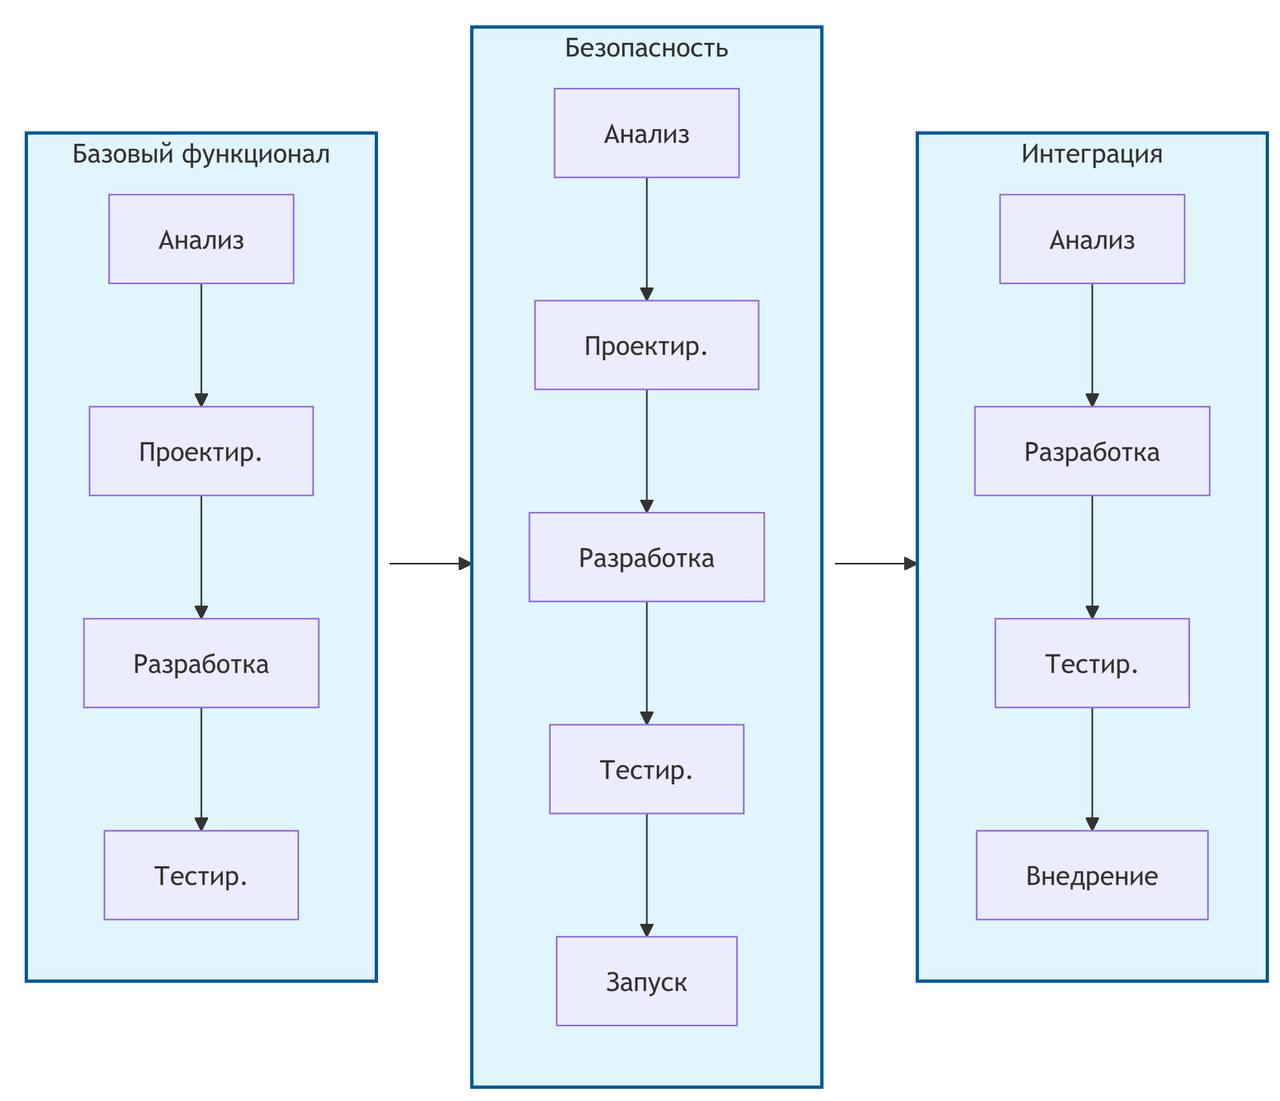 Базовый функционал
Анализ
Проектир.
Разработка
Тестир.
Безопасность
Анализ
Проектир.
Разработка
Тестир.
Запуск
Интеграция
Анализ
Разработка
Тестир.
Внедрение